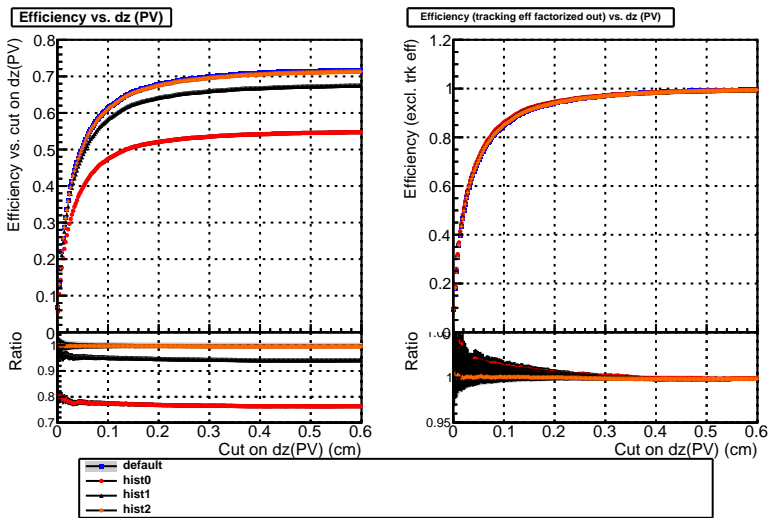 Efficiency vs. dz (PV)
Efficiency vs. cut on dz(PV)
0.8
0.7
0.6
0.5
0.4
0.3
0.2
0.1
0
Ratio
1
0.9
0.8
0.7
0 0.1 0.2 0.3 0.4 0.5 0.6
Cut on dz(PV) (cm)
Efficiency (tracking eff factorized out) vs. dz (PV)
Efficiency (excl. trk eff)
1.2
1
0.8
0.6
0.4
0.2
0
Ratio
1
0.95
0 0.1 0.2 0.3 0.4 0.5 0.6
Cut on dz(PV) (cm)
default
hist0
hist1
hist2